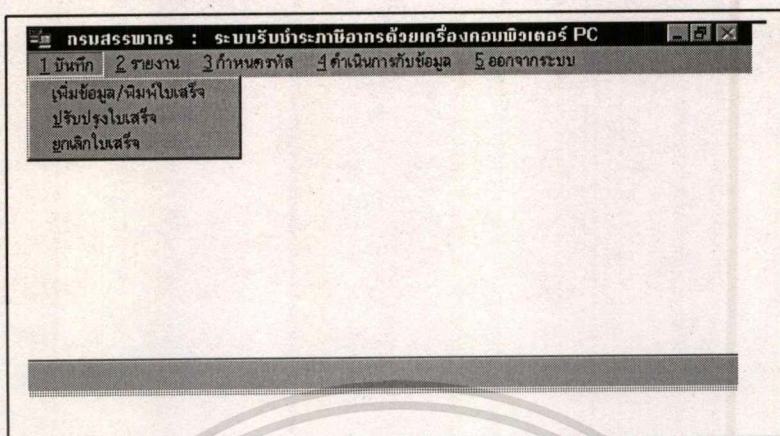 กรมสรรพากร : ระบบรับชำระภาษีอากรด้วยเครื่องคอมพิวเตอร์ PC
1 บันทึก 2 รายงาน 3 กำหนดรหัส 4 ดำเนินการกับข้อมูล 5 ออกจากระบบ
เพิ่มข้อมูล/พิมพ์ใบเสร็จ
ปรับปรุงใบเสร็จ
ยกเลิกใบเสร็จ